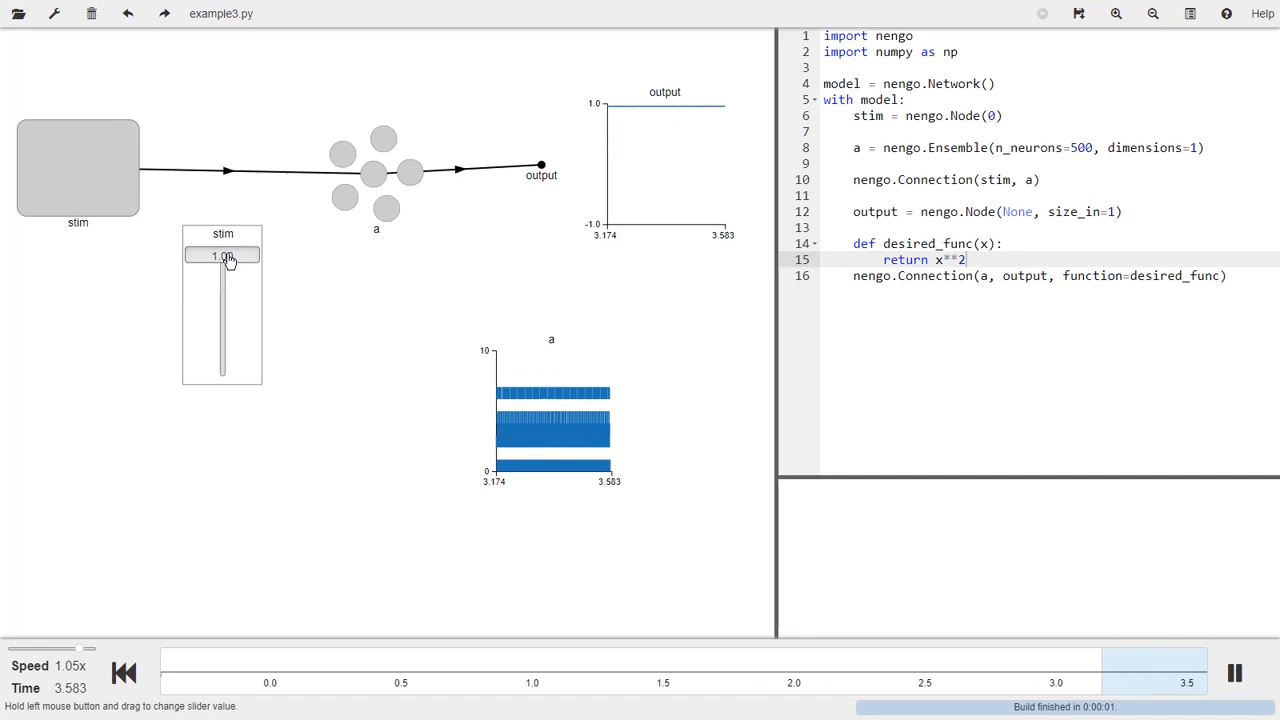 example3.py
Help
stim
stim
1.00
a
output
output
1.0
-1.0
3.174
3.583
a
10
0
3.174
3.583
1 import nengo
2 import numpy as np
3
4 model = nengo.Network()
5 with model:
6 stim = nengo.Node(0)
7
8 a = nengo.Ensemble(n_neurons=500, dimensions=1)
9
10 nengo.Connection(stim, a)
11
12 output = nengo.Node(None, size_in=1)
13
14 def desired_func(x):
15 return x**2
16 nengo.Connection(a, output, function=desired_func)
Speed 1.05x
Time 3.583
0.0 0.5 1.0 1.5 2.0 2.5 3.0 3.5
Hold left mouse button and drag to change slider value.
Build finished in 0:00:01.